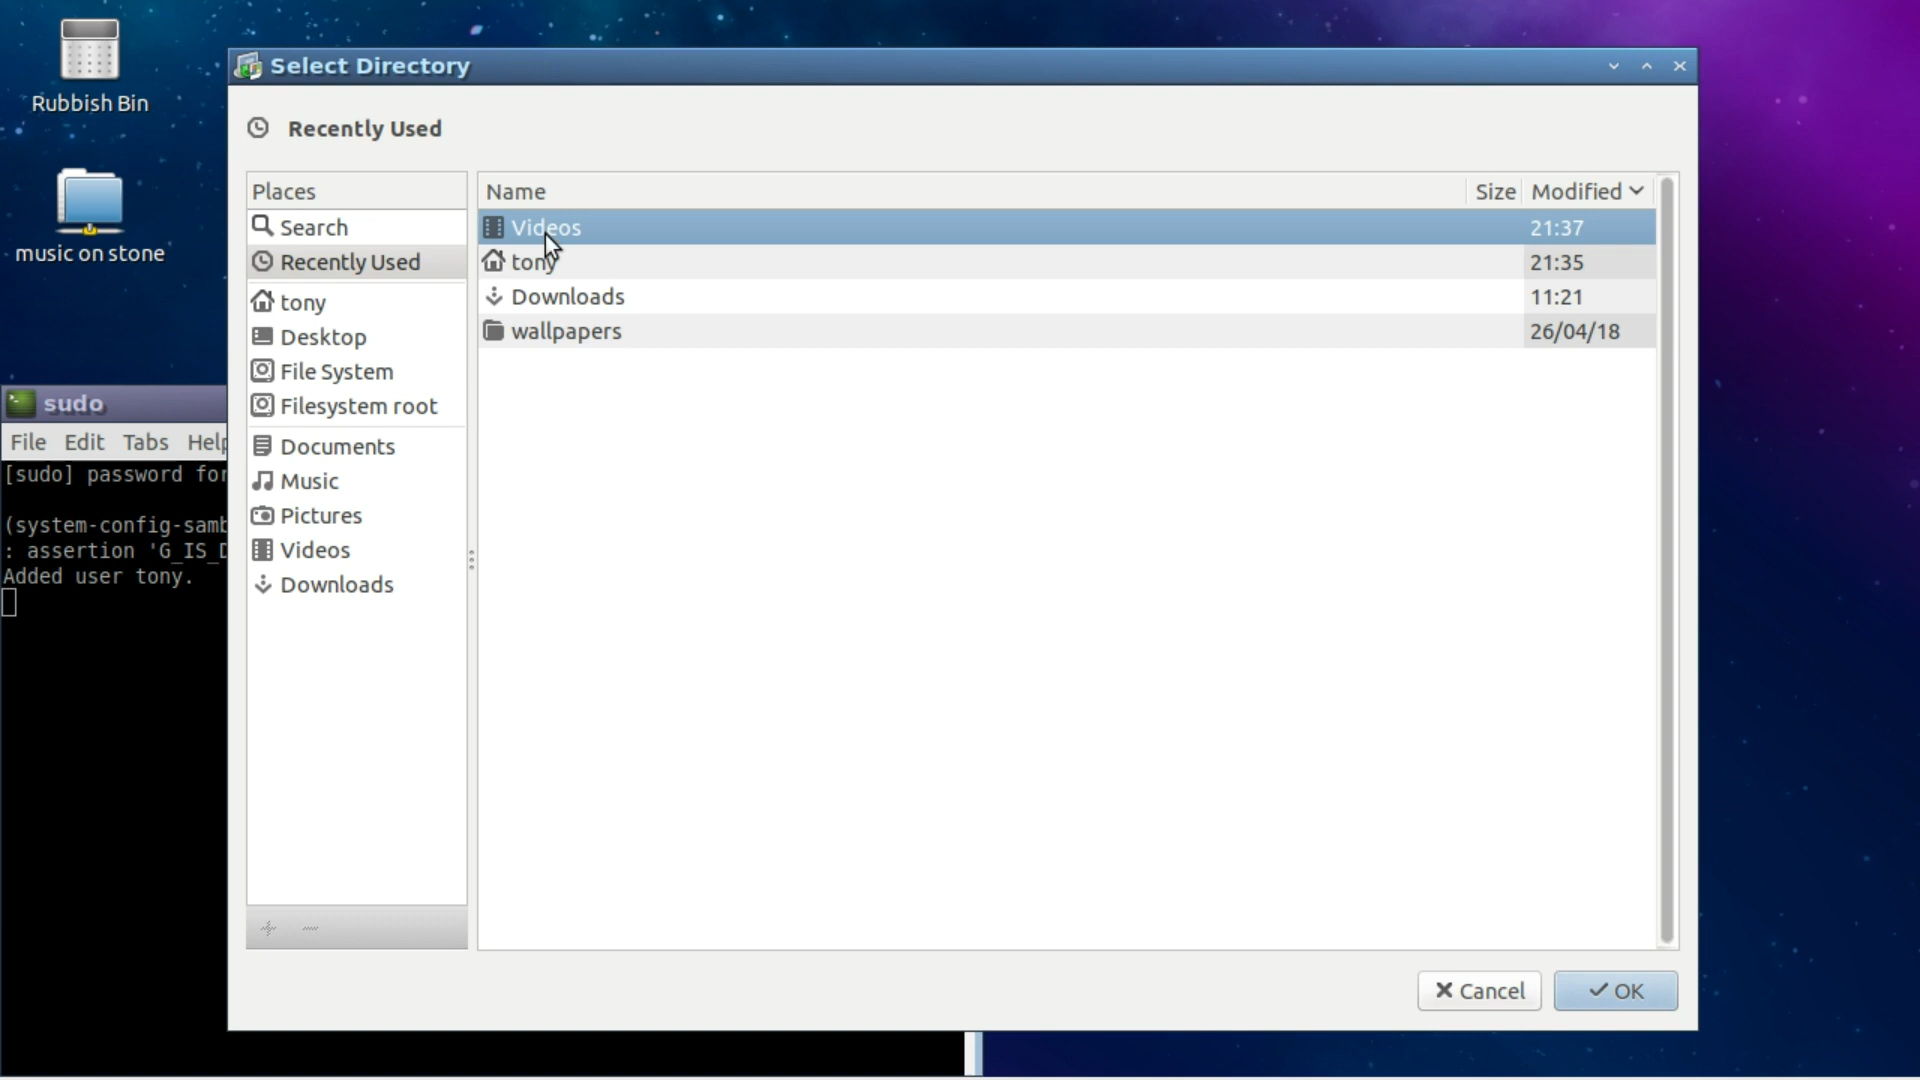 Rubbish Bin
music on stone
Select Directory
Recently Used
Places
Search
Recently Used
tony
Desktop
File System
Filesystem root
Documents
Music
Pictures
Videos
Downloads
Name Size Modified
Videos 21:37
tony 21:35
Downloads 11:21
wallpapers 26/04/18
Cancel
OK
sudo
File Edit Tabs Help
[sudo] password for
(system-config-samb
: assertion 'G_IS_D
Added user tony.